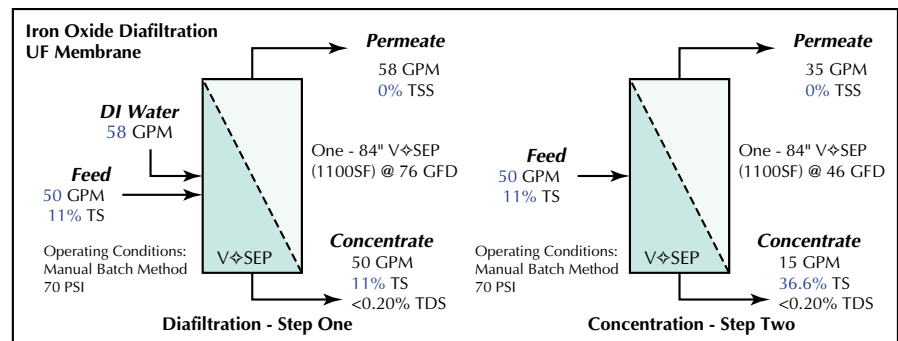 Iron Oxide Diafiltration
UF Membrane
Permeate
58 GPM
0% TSS
DI Water
58 GPM
Feed
50 GPM
11% TS
One - 84" V✧SEP
(1100SF) @ 76 GFD
Operating Conditions:
Manual Batch Method
70 PSI
V✧SEP
Concentrate
50 GPM
11% TS
<0.20% TDS
Diafiltration - Step One
Permeate
35 GPM
0% TSS
Feed
50 GPM
11% TS
One - 84" V✧SEP
(1100SF) @ 46 GFD
Operating Conditions:
Manual Batch Method
70 PSI
V✧SEP
Concentrate
15 GPM
36.6% TS
<0.20% TDS
Concentration - Step Two